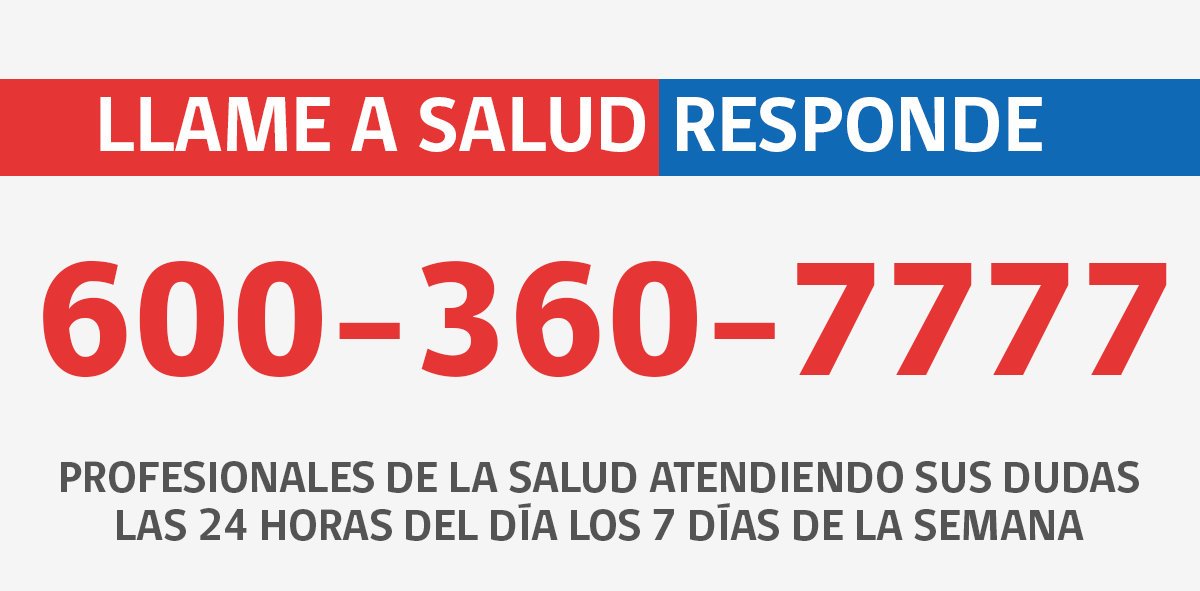 LLAME A SALUD RESPONDE
600-360-7777
PROFESIONALES DE LA SALUD ATENDIENDO SUS DUDAS
LAS 24 HORAS DEL DÍA LOS 7 DÍAS DE LA SEMANA